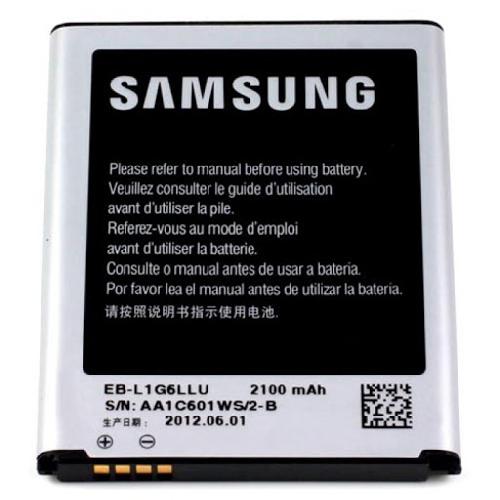 SAMSUNG
Please refer to manual before using battery.
Veuillez consulter le guide d'utilisation
avant d'utiliser la pile.
Referez-vous au mode d'emploi
avant d'utiliser la batterie.
Consulte o manual antes de usar a bateria.
Por favor lea el manual antes de utilizar la bateria.
请按照说明书指示使用电池.
EB-L1G6LLU 2100 mAh
S/N: AA1C601WS/2-B
生产日期: 2012.06.01
+ -